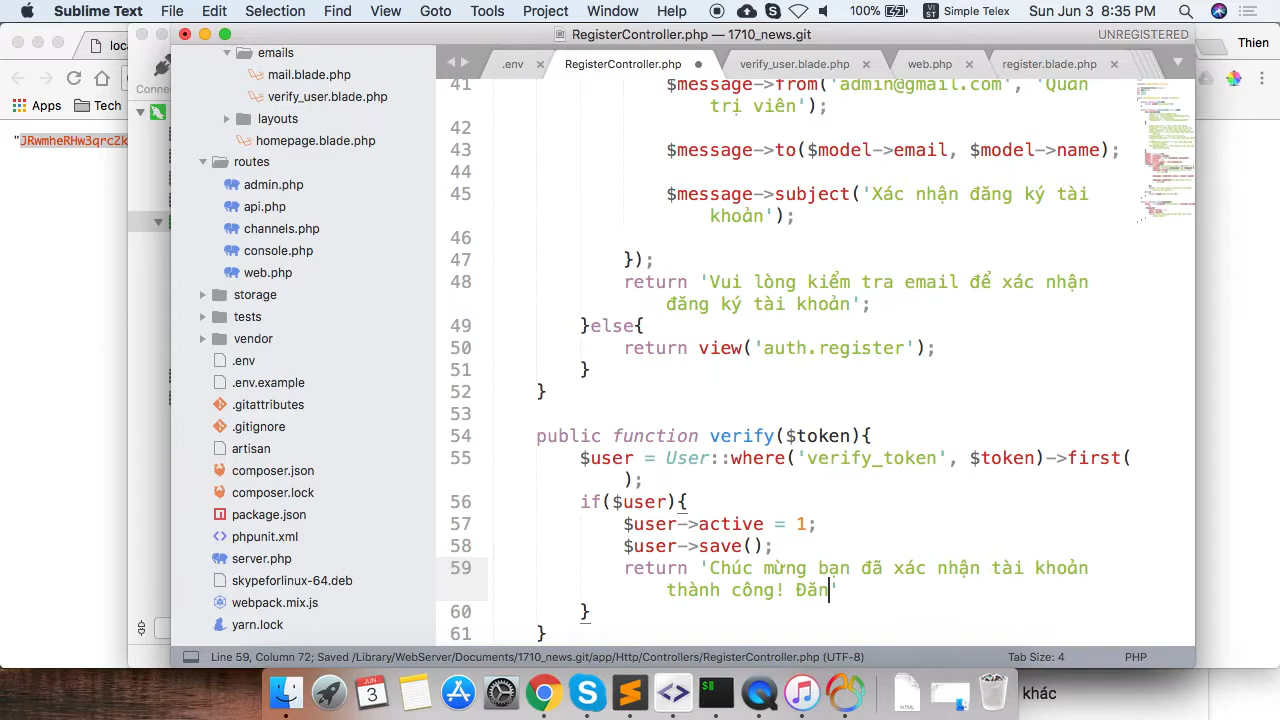 Sublime Text File Edit Selection Find View Goto Tools Project Window Help 100% VI ST Simple Telex Sun Jun 3 8:35 PM
RegisterController.php — 1710_news.git UNREGISTERED
loca Thien
.env × RegisterController.php verify_user.blade.php × web.php × register.blade.php ×
Conne
Apps Tech
"JRwmheRHw3qrc2k
emails
mail.blade.php
verify_user.blade.php
layouts
homepage.blade.php
routes
admin.php
api.php
channels.php
console.php
web.php
storage
tests
vendor
.env
.env.example
.gitattributes
.gitignore
artisan
composer.json
composer.lock
package.json
phpunit.xml
server.php
skypeforlinux-64.deb
webpack.mix.js
yarn.lock
41 $message->from('admin@gmail.com', 'Quản
trị viên');
42
43 $message->to($model->email, $model->name);
44
45 $message->subject('Xác nhận đăng ký tài
khoản');
46
47 });
48 return 'Vui lòng kiểm tra email để xác nhận
đăng ký tài khoản';
49 }else{
50 return view('auth.register');
51 }
52 }
53
54 public function verify($token){
55 $user = User::where('verify_token', $token)->first(
);
56 if($user){
57 $user->active = 1;
58 $user->save();
59 return 'Chúc mừng bạn đã xác nhận tài khoản
thành công! Đăn'
60 }
61 }
Line 59, Column 72; Saved /Library/WebServer/Documents/1710_news.git/app/Http/Controllers/RegisterController.php (UTF-8) Tab Size: 4 PHP
JUN
3
HTML
khác